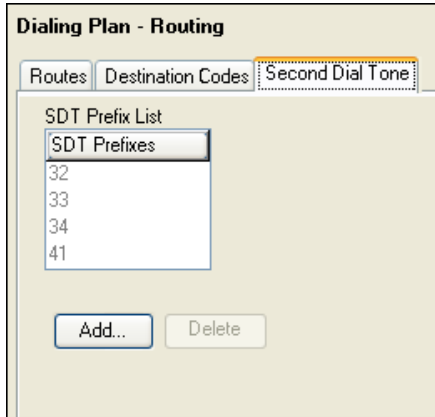 Dialing Plan - Routing
Routes Destination Codes Second Dial Tone
SDT Prefix List
SDT Prefixes
32
33
34
41
Add... Delete